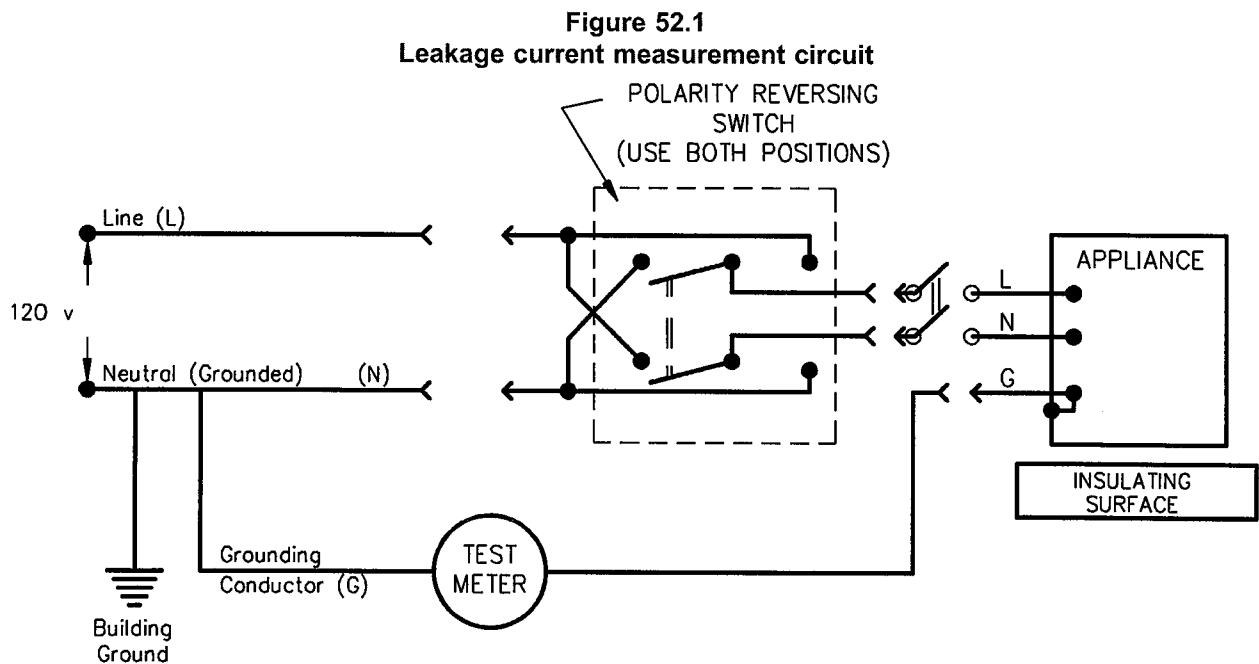 Figure 52.1
Leakage current measurement circuit
POLARITY REVERSING
SWITCH
(USE BOTH POSITIONS)
Line (L)
120 v
Neutral (Grounded) (N)
APPLIANCE
L
N
G
INSULATING
SURFACE
Grounding
Conductor (G)
TEST
METER
Building
Ground